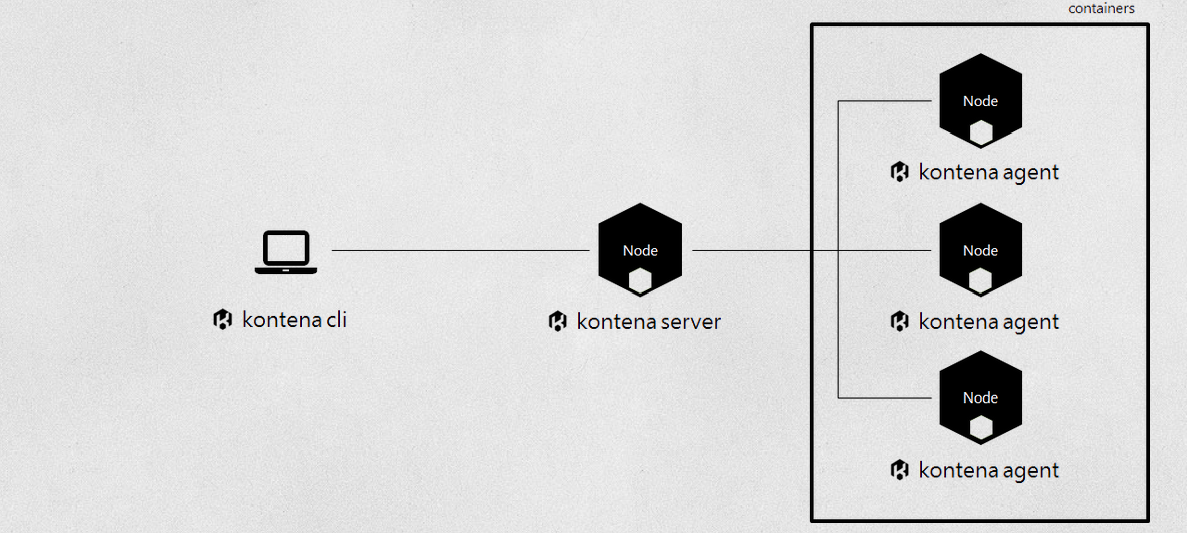 containers
Node
kontena agent
Node
kontena cli
Node
kontena server
kontena agent
Node
kontena agent